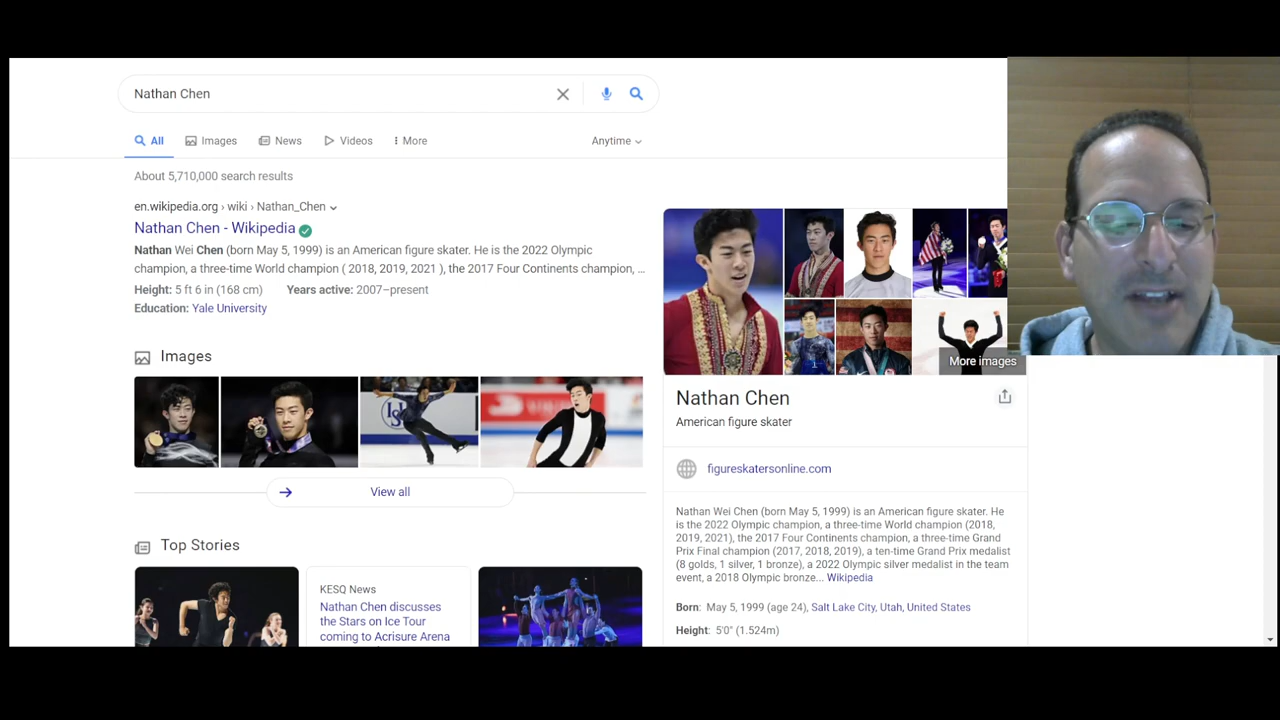 Nathan Chen
All
Images
News
Videos
More
Anytime
About 5,710,000 search results
en.wikipedia.org › wiki › Nathan_Chen
Nathan Chen - Wikipedia
Nathan Wei Chen (born May 5, 1999) is an American figure skater. He is the 2022 Olympic
champion, a three-time World champion ( 2018, 2019, 2021 ), the 2017 Four Continents champion, ...
Height: 5 ft 6 in (168 cm) Years active: 2007–present
Education: Yale University
Images
View all
Top Stories
KESQ News
Nathan Chen discusses
the Stars on Ice Tour
coming to Acrisure Arena
More images
Nathan Chen
American figure skater
figureskatersonline.com
Nathan Wei Chen (born May 5, 1999) is an American figure skater. He
is the 2022 Olympic champion, a three-time World champion (2018,
2019, 2021), the 2017 Four Continents champion, a three-time Grand
Prix Final champion (2017, 2018, 2019), a ten-time Grand Prix medalist
(8 golds, 1 silver, 1 bronze), a 2022 Olympic silver medalist in the team
event, a 2018 Olympic bronze... Wikipedia
Born: May 5, 1999 (age 24), Salt Lake City, Utah, United States
Height: 5'0" (1.524m)